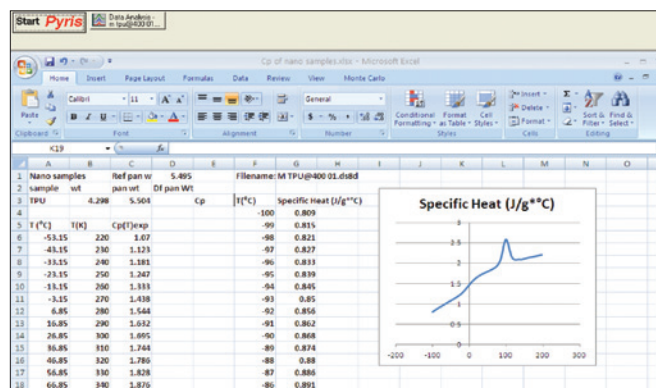 Start Pyris
Data Analysis -
m tpu@400 01...
Cp of nano samples.xlsx - Microsoft Excel
Home Insert Page Layout Formulas Data Review View Monte Carlo
Paste
Calibri 11 A A
General
Conditional Formatting Format as Table Cell Styles
Insert
Delete
Format
Sort & Filter Find & Select
Clipboard Font Alignment Number Styles Cells Editing
K19 fx
A B C D E F G H I J K L M N O
1 Nano samples Ref pan w 5.495 Filename: M TPU@400 01.ds8d
2 sample wt pan wt Df pan Wt
3 TPU 4.298 5.504 Cp T(°C) Specific Heat (J/g*°C)
4 -100 0.809
5 T (°C) T(K) Cp(T)exp -99 0.815
6 -53.15 220 1.07 -98 0.821
7 -43.15 230 1.123 -97 0.827
8 -33.15 240 1.181 -96 0.833
9 -23.15 250 1.247 -95 0.839
10 -13.15 260 1.333 -94 0.845
11 -3.15 270 1.438 -93 0.85
12 6.85 280 1.544 -92 0.856
13 16.85 290 1.632 -91 0.862
14 26.85 300 1.695 -90 0.868
15 36.85 310 1.744 -89 0.874
16 46.85 320 1.786 -88 0.88
17 56.85 330 1.828 -87 0.886
18 66.85 340 1.876 -86 0.891
Specific Heat (J/g*°C)
3
2.5
2
1.5
1
0.5
0
-200 -100 0 100 200 300